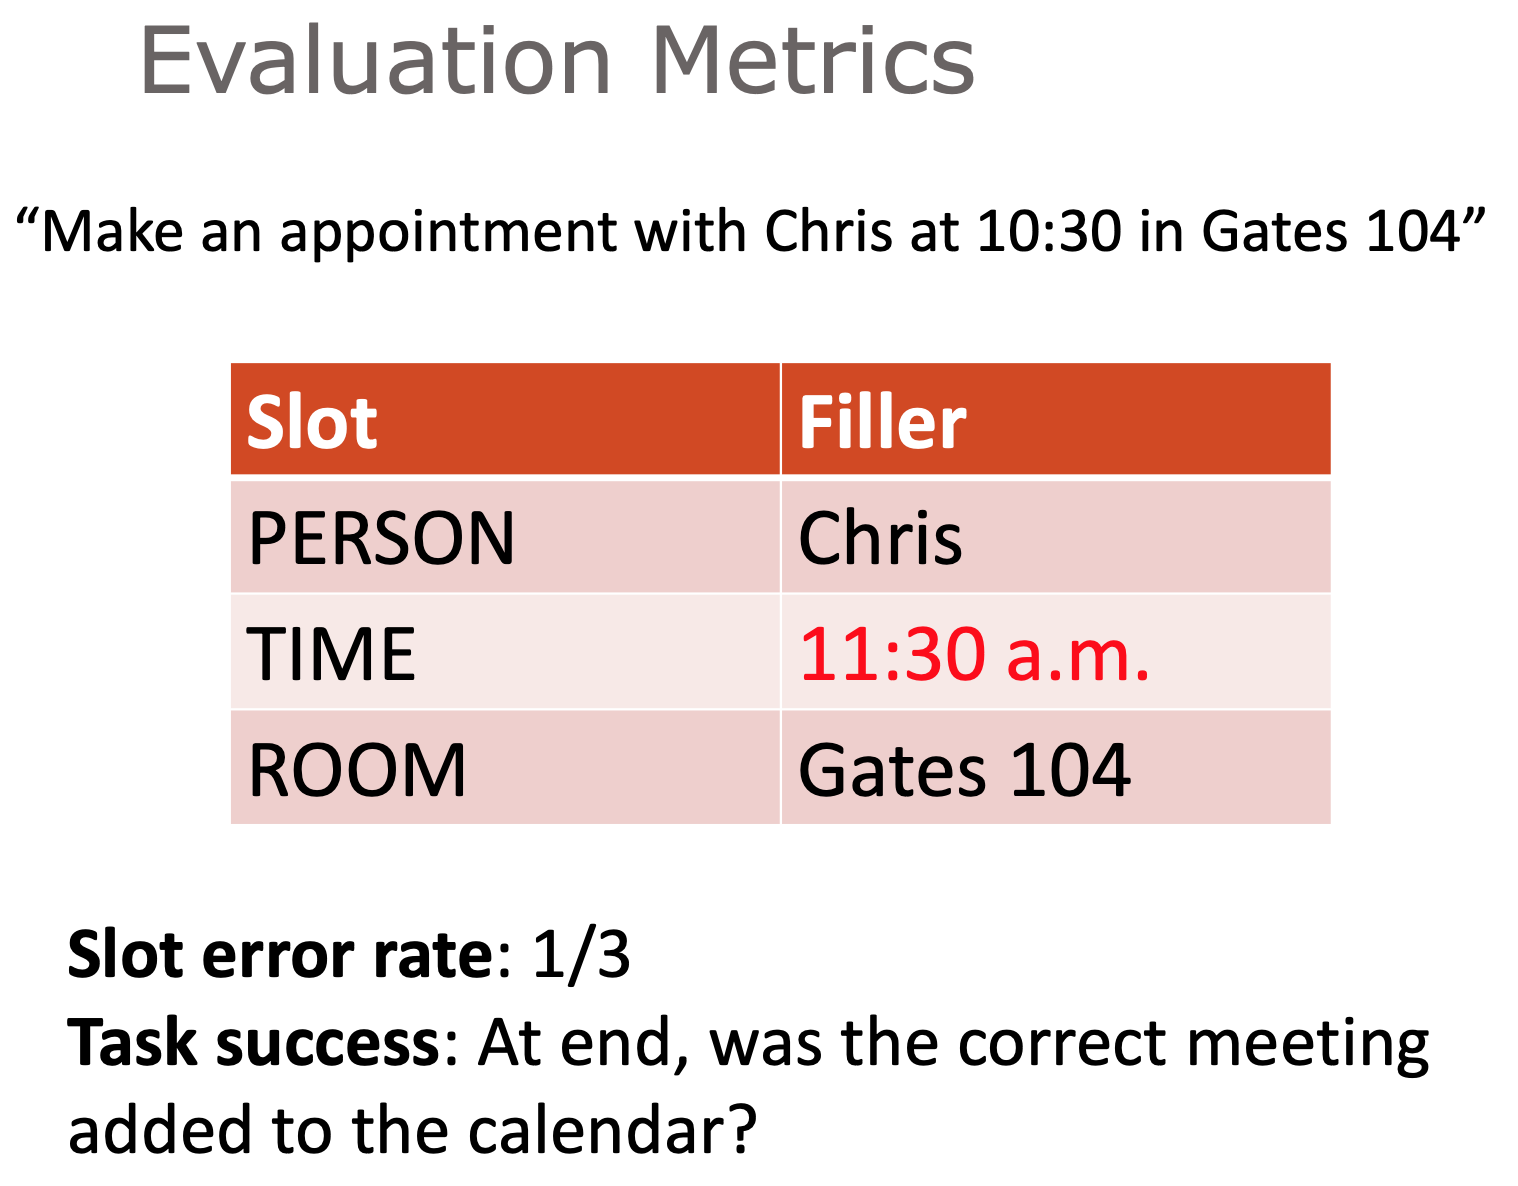 Evaluation Metrics
“Make an appointment with Chris at 10:30 in Gates 104”
Slot Filler
PERSON Chris
TIME 11:30 a.m.
ROOM Gates 104
Slot error rate: 1/3
Task success: At end, was the correct meeting
added to the calendar?